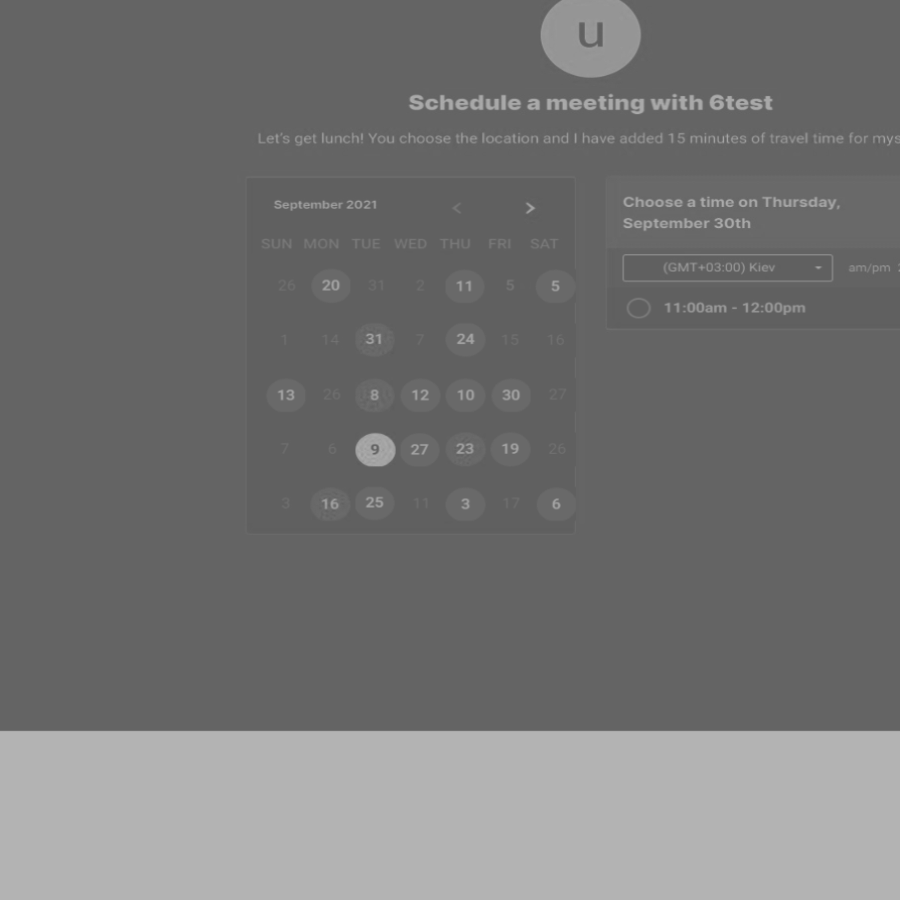 u
Schedule a meeting with 6test
Let's get lunch! You choose the location and I have added 15 minutes of travel time for mys
September 2021 < >
SUN MON TUE WED THU FRI SAT
26 20 31 2 11 5 5
1 14 31 7 24 15 16
13 26 8 12 10 30 27
7 6 9 27 23 19 26
3 16 25 11 3 17 6
Choose a time on Thursday,
September 30th
(GMT+03:00) Kiev am/pm
11:00am - 12:00pm